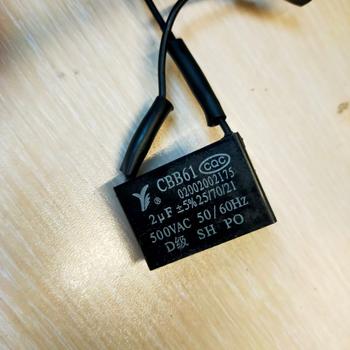 CBB61 CQC
02002002175
2μF ±5% 25/70/21
500VAC 50/60Hz
D级 SH PO